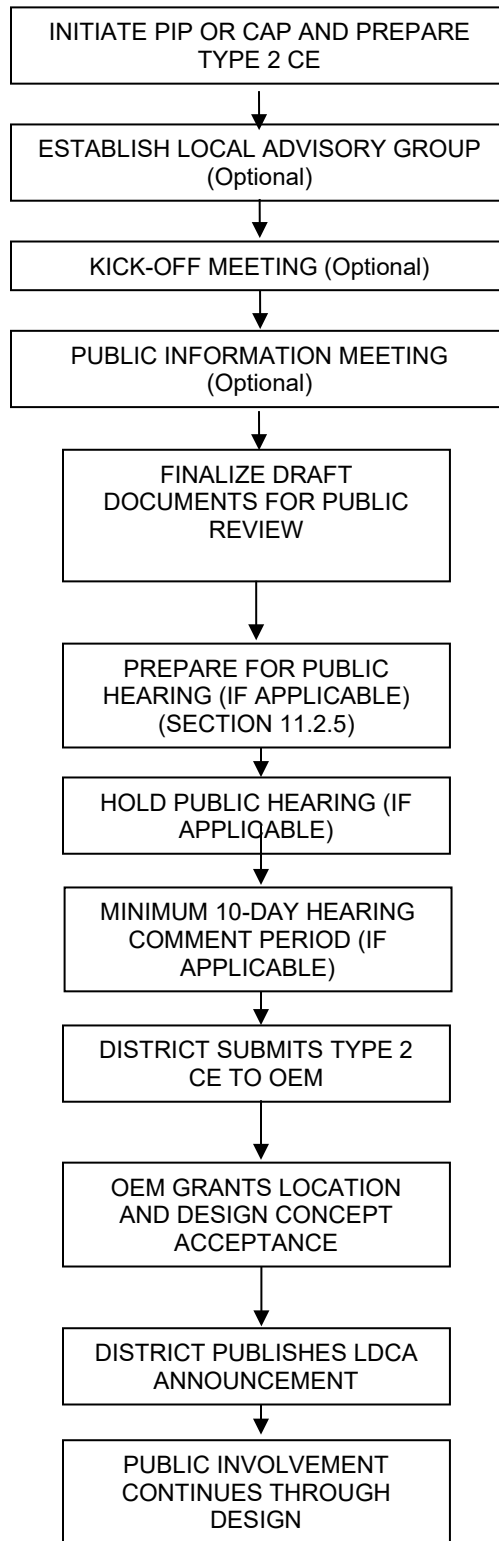 INITIATE PIP OR CAP AND PREPARE
TYPE 2 CE
ESTABLISH LOCAL ADVISORY GROUP
(Optional)
KICK-OFF MEETING (Optional)
PUBLIC INFORMATION MEETING
(Optional)
FINALIZE DRAFT
DOCUMENTS FOR PUBLIC
REVIEW
PREPARE FOR PUBLIC
HEARING (IF APPLICABLE)
(SECTION 11.2.5)
HOLD PUBLIC HEARING (IF
APPLICABLE)
MINIMUM 10-DAY HEARING
COMMENT PERIOD (IF
APPLICABLE)
DISTRICT SUBMITS TYPE 2
CE TO OEM
OEM GRANTS LOCATION
AND DESIGN CONCEPT
ACCEPTANCE
DISTRICT PUBLISHES LDCA
ANNOUNCEMENT
PUBLIC INVOLVEMENT
CONTINUES THROUGH
DESIGN